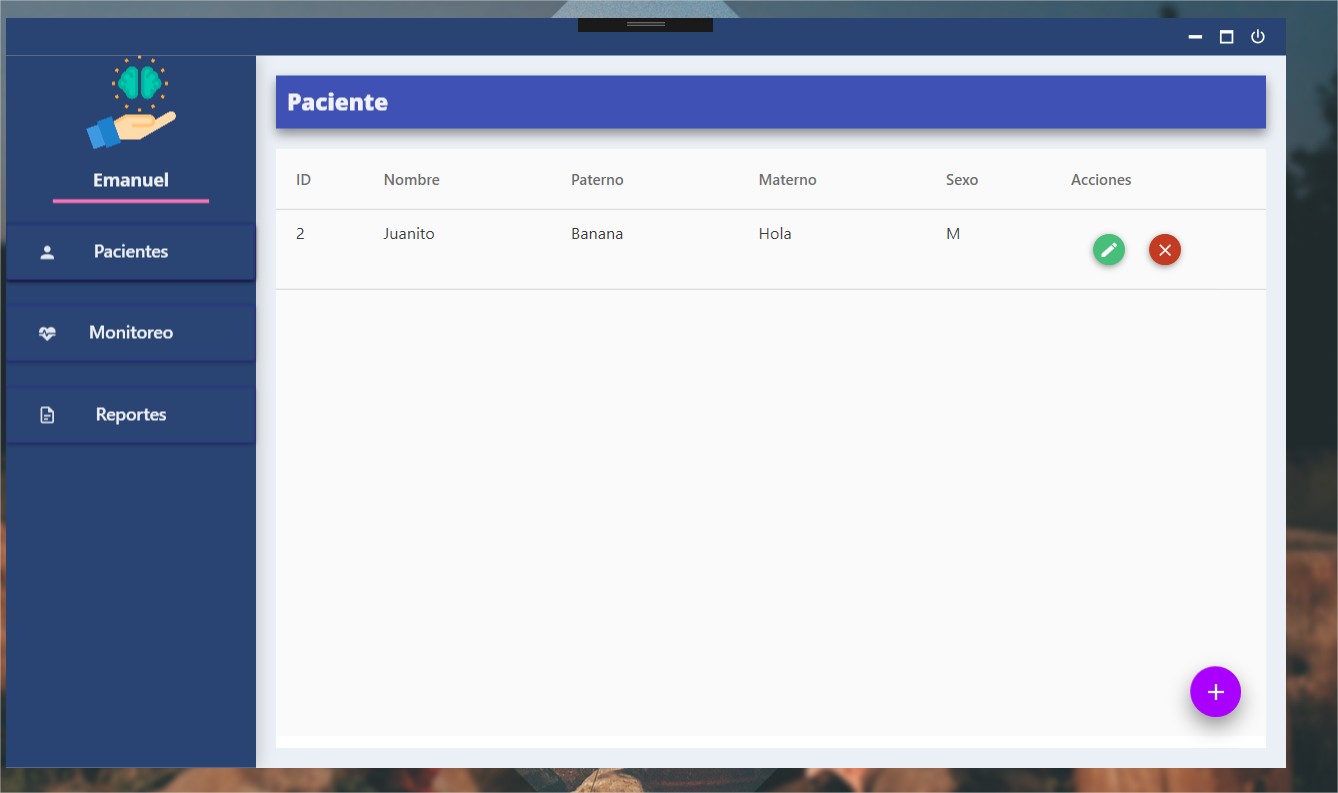 Paciente
Emanuel
Pacientes
Monitoreo
Reportes
ID Nombre Paterno Materno Sexo Acciones
2 Juanito Banana Hola M